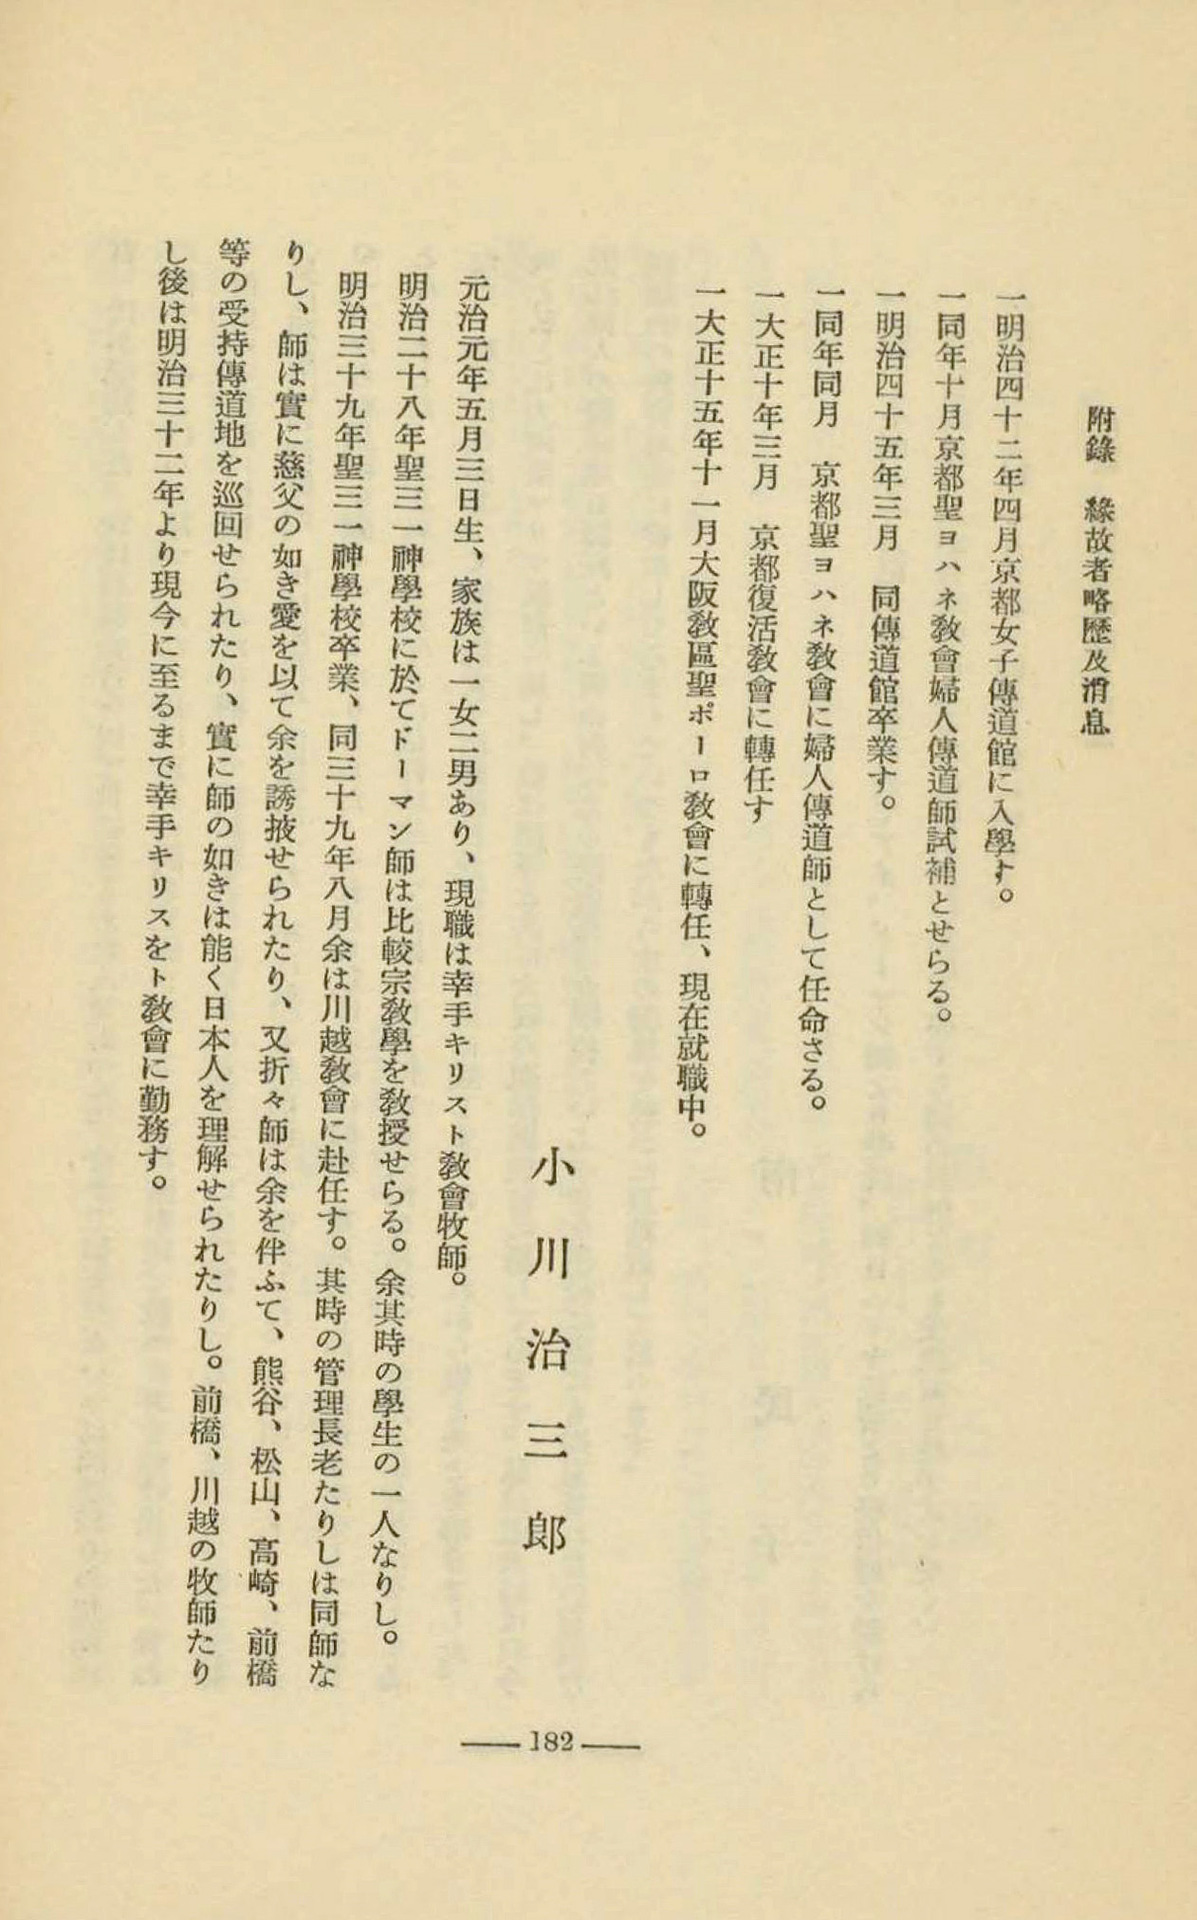 附錄　緣故者略歷及消息
一明治四十二年四月京都女子傳道館に入學す。
一同年十月京都聖ヨハネ敎會婦人傳道師試補とせらる。
一明治四十五年三月　同傳道館卒業す。
一同年同月　京都聖ヨハネ敎會に婦人傳道師として任命さる。
一大正十年三月　京都復活敎會に轉任す
一大正十五年十一月大阪敎區聖ポーロ敎會に轉任、現在就職中。
小川治三郎
元治元年五月三日生、家族は一女二男あり、現職は幸手キリスト敎會牧師。
明治二十八年聖三一神學校に於てドーマン師は比較宗敎學を敎授せらる。余其時の學生の一人なりし。
明治三十九年聖三一神學校卒業、同三十九年八月余は川越敎會に赴任す。其時の管理長老たりしは同師な
りし、師は實に慈父の如き愛を以て余を誘掖せられたり、又折々師は余を伴ふて、熊谷、松山、高崎、前橋
等の受持傳道地を巡回せられたり、實に師の如きは能く日本人を理解せられたりし。前橋、川越の牧師たり
し後は明治三十二年より現今に至るまで幸手キリスをト敎會に勤務す。
182